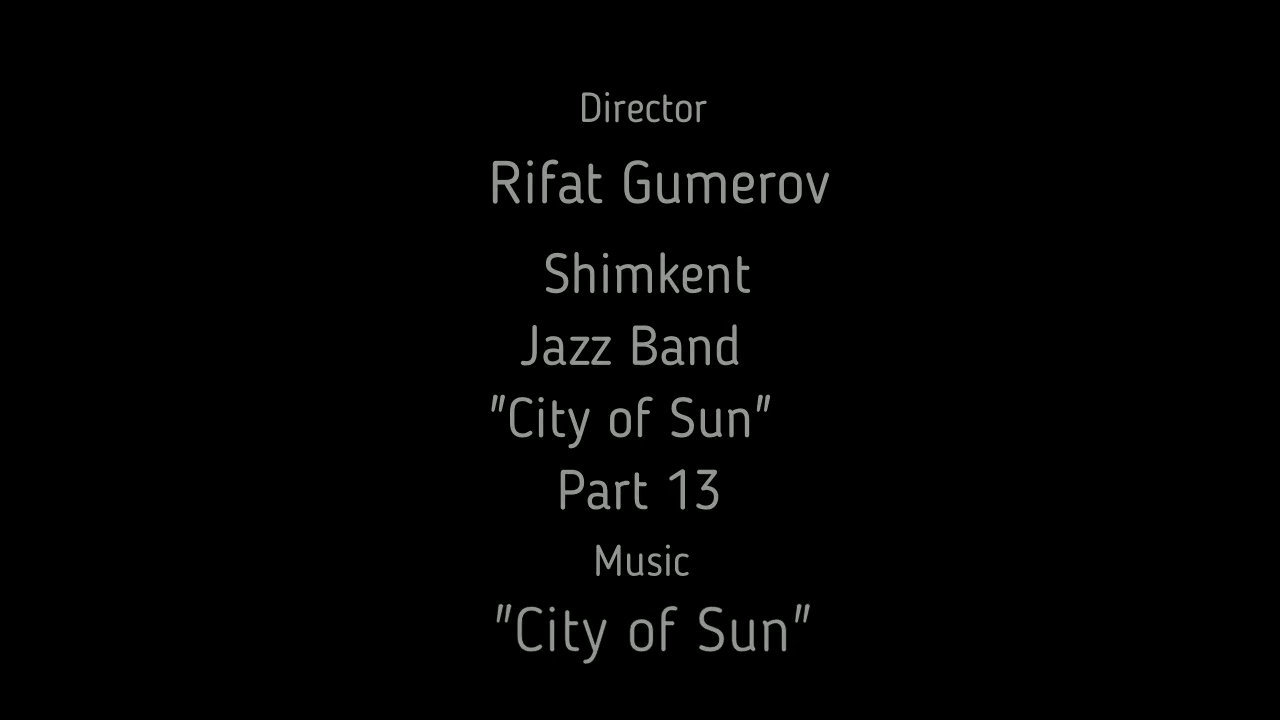 Director
Rifat Gumerov
Shimkent
Jazz Band
"City of Sun"
Part 13
Music
"City of Sun"